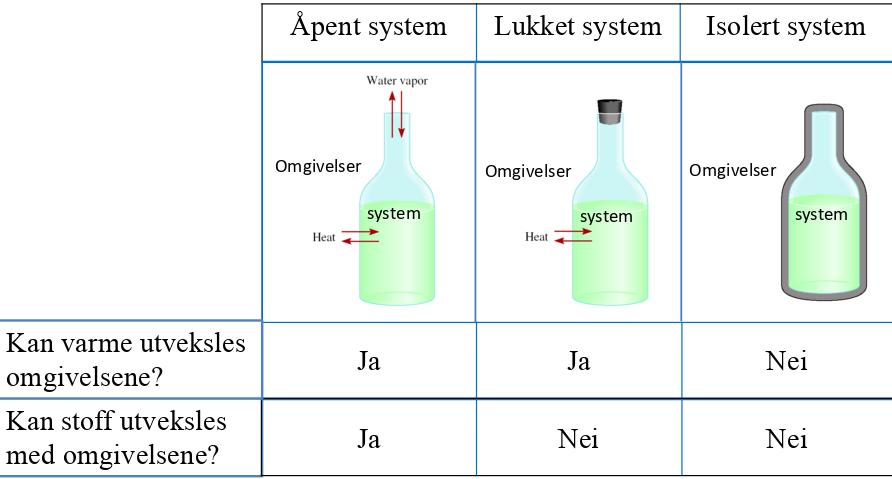 Åpent system
Lukket system
Isolert system
Water vapor
Omgivelser
system
Heat
Omgivelser
system
Heat
Omgivelser
system
Kan varme utveksles
omgivelsene?
Ja
Ja
Nei
Kan stoff utveksles
med omgivelsene?
Ja
Nei
Nei